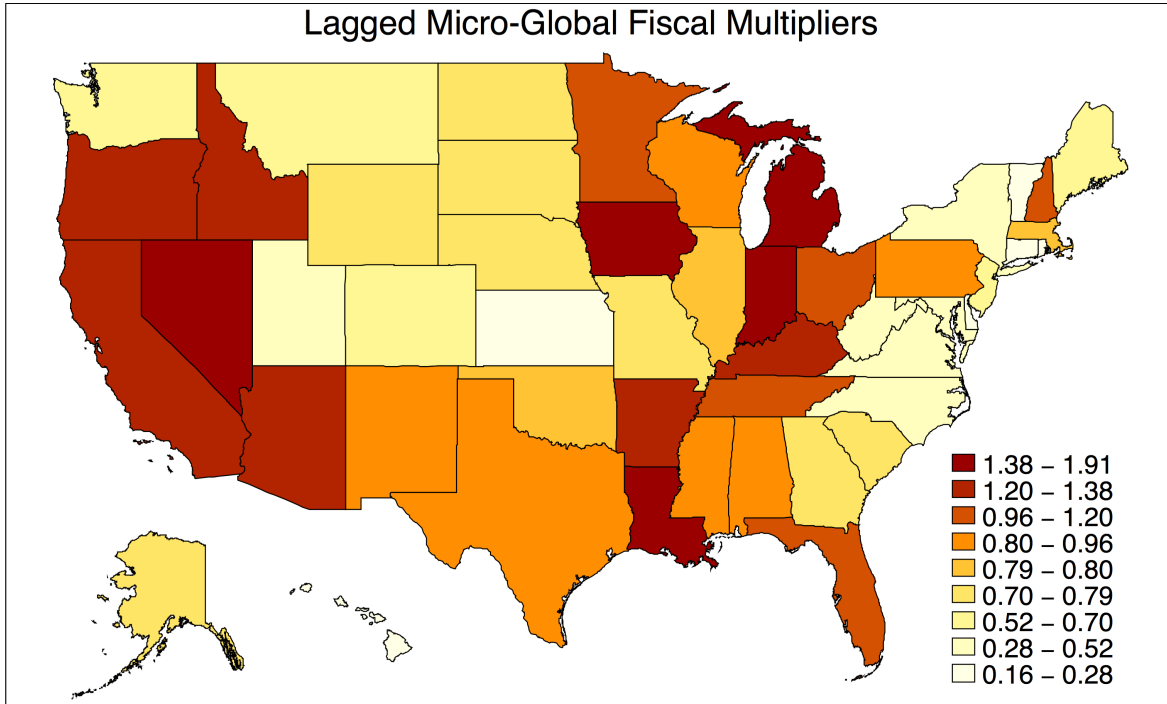 Lagged Micro-Global Fiscal Multipliers
1.38 – 1.91
1.20 – 1.38
0.96 – 1.20
0.80 – 0.96
0.79 – 0.80
0.70 – 0.79
0.52 – 0.70
0.28 – 0.52
0.16 – 0.28